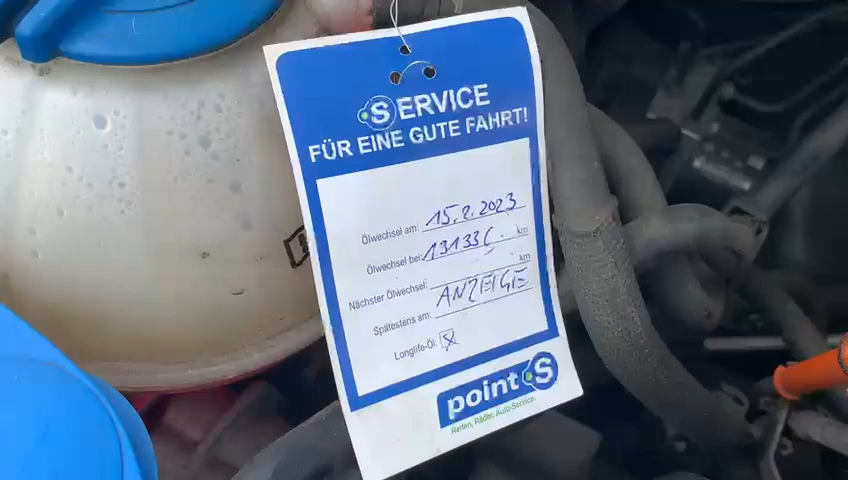 SERVICE
FÜR EINE GUTE FAHRT!
Ölwechsel am: 15.2.2023
Ölwechsel bei: km
Nächster Ölwechsel: km
Spätestens am: ANZEIGE
Longlife-Öl:
point S
Reifen, Räder, Auto-Service.